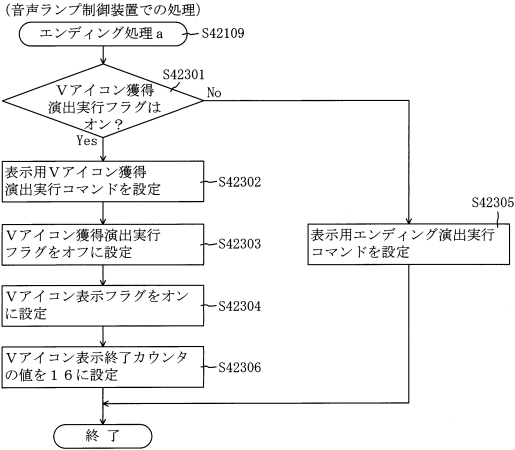 (音声ランプ制御装置での処理)
エンディング処理a
S42109
S42301
Vアイコン獲得
演出実行フラグは
オン?
No
Yes
表示用Vアイコン獲得
演出実行コマンドを設定
S42302
S42305
表示用エンディング演出実行
コマンドを設定
Vアイコン獲得演出実行
フラグをオフに設定
S42303
Vアイコン表示フラグをオン
に設定
S42304
Vアイコン表示終了カウンタ
の値を16に設定
S42306
終了